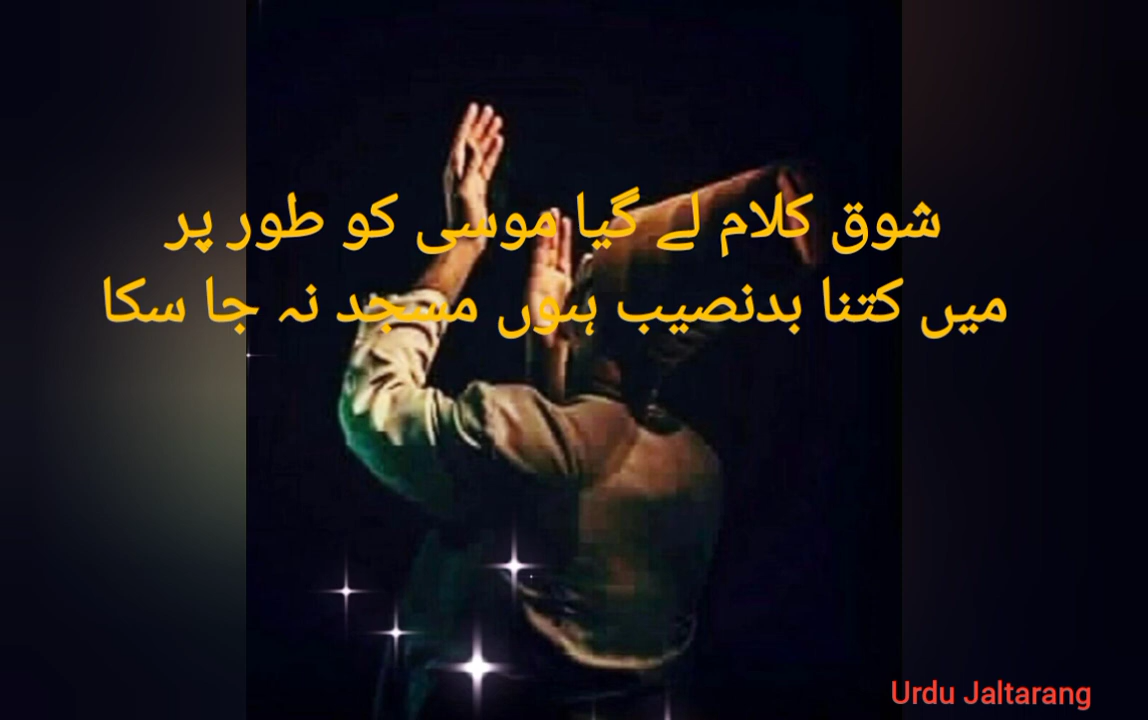 شوق کلام لے گیا موسی کو طور پر
میں کتنا بدنصیب ہوں مسجد نہ جا سکا
Urdu Jaltarang